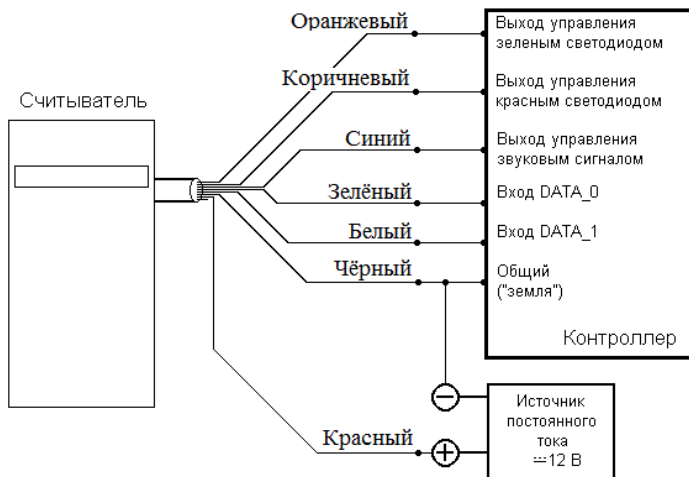 Оранжевый
Выход управления
зеленым светодиодом
Коричневый
Выход управления
красным светодиодом
Считыватель
Синий
Выход управления
звуковым сигналом
Зелёный
Вход DATA_0
Белый
Вход DATA_1
Чёрный
Общий
("земля")
Контроллер
Источник
постоянного
тока
⎓12 В
Красный